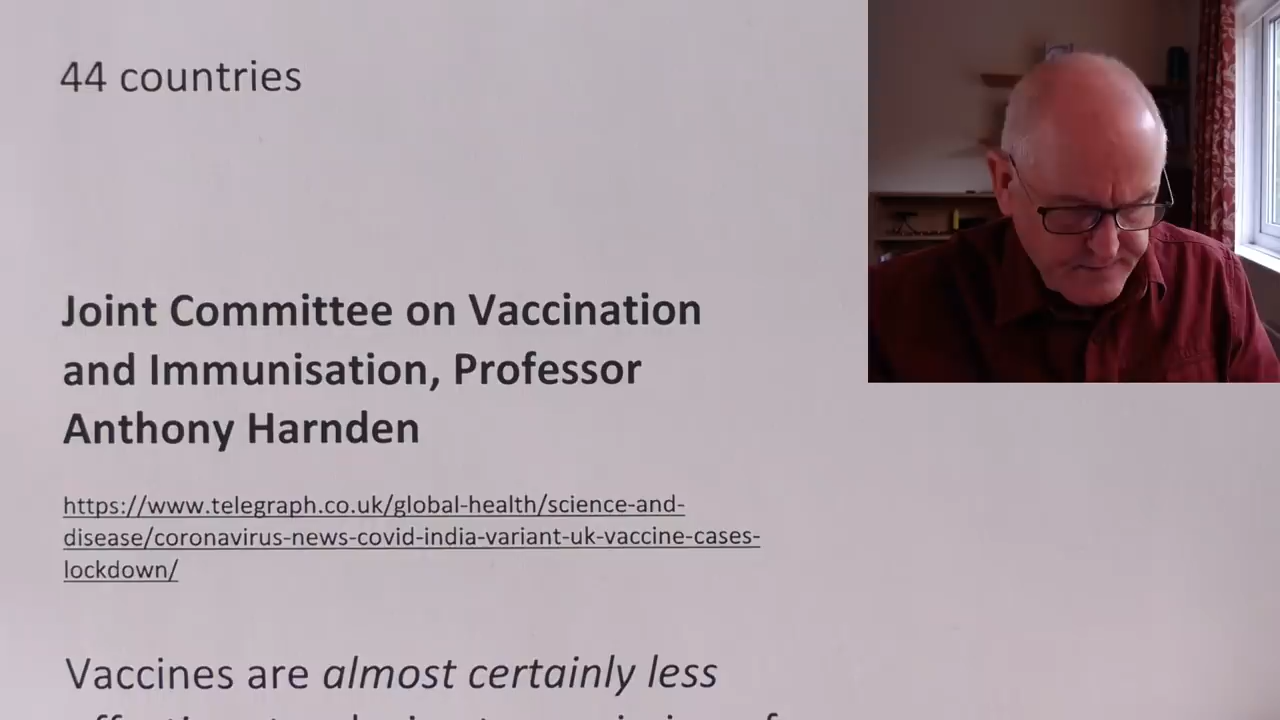 44 countries
Joint Committee on Vaccination
and Immunisation, Professor
Anthony Harnden
https://www.telegraph.co.uk/global-health/science-and-
disease/coronavirus-news-covid-india-variant-uk-vaccine-cases-
lockdown/
Vaccines are almost certainly less